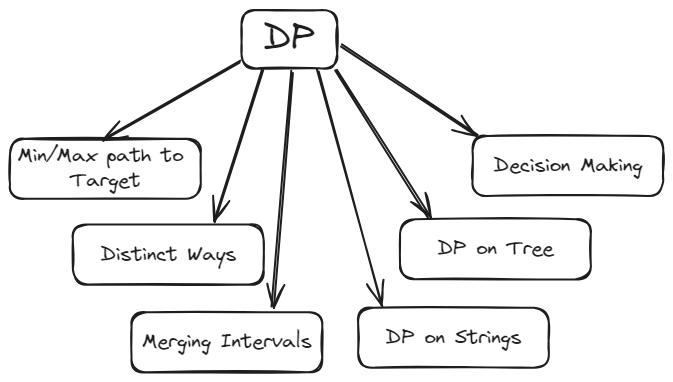 DP
Min/Max path to
Target
Decision Making
Distinct Ways
DP on Tree
Merging Intervals
DP on Strings